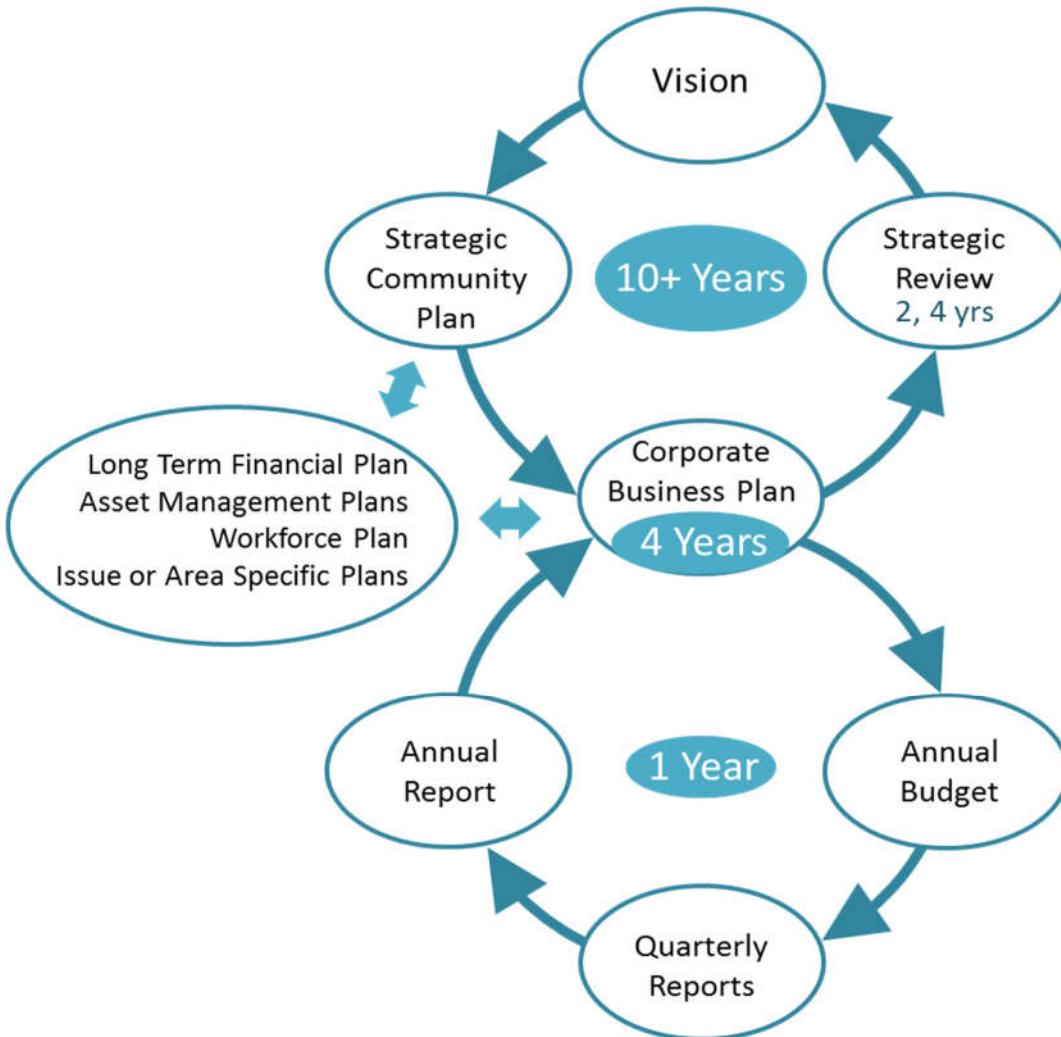 Vision
Strategic
Community
Plan
10+ Years
Strategic
Review
2, 4 yrs
Long Term Financial Plan
Asset Management Plans
Workforce Plan
Issue or Area Specific Plans
Corporate
Business Plan
4 Years
Annual
Report
1 Year
Annual
Budget
Quarterly
Reports